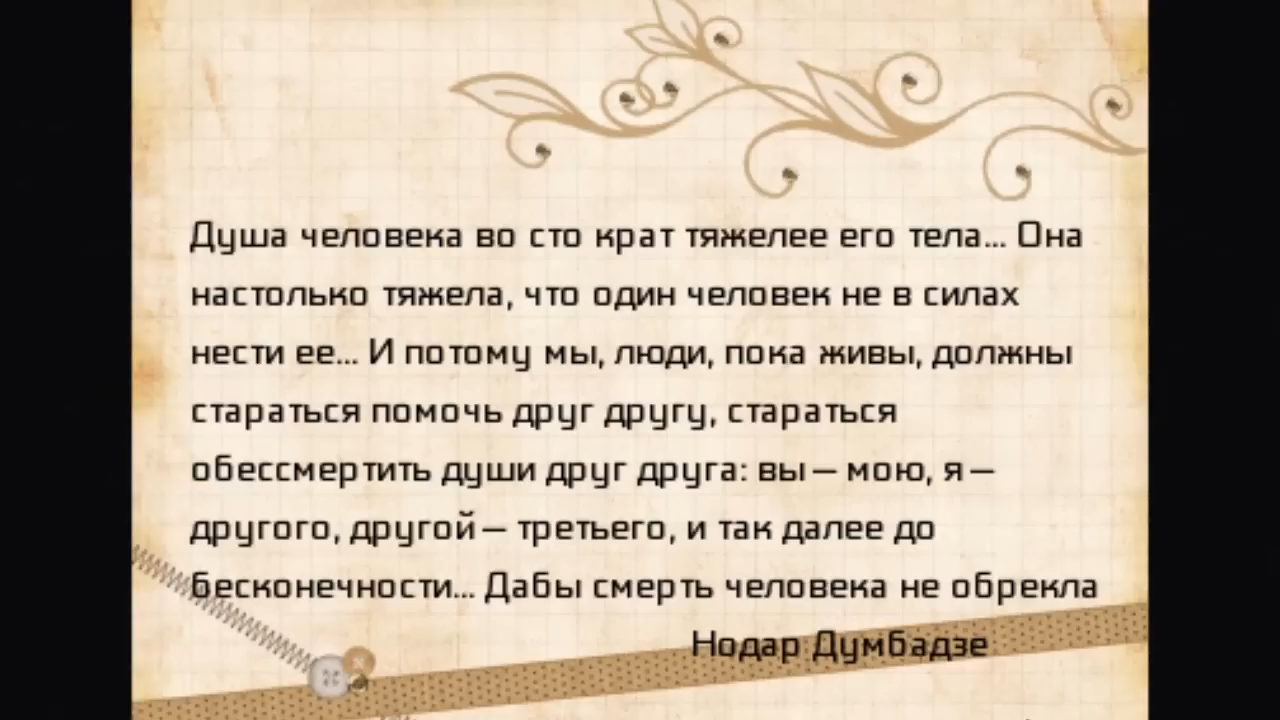 Душа человека во сто крат тяжелее его тела... Она
настолько тяжела, что один человек не в силах
нести ее... И потому мы, люди, пока живы, должны
стараться помочь друг другу, стараться
обессмертить души друг друга: вы — мою, я —
другого, другой — третьего, и так далее до
бесконечности... Дабы смерть человека не обрекла
Нодар Думбадзе